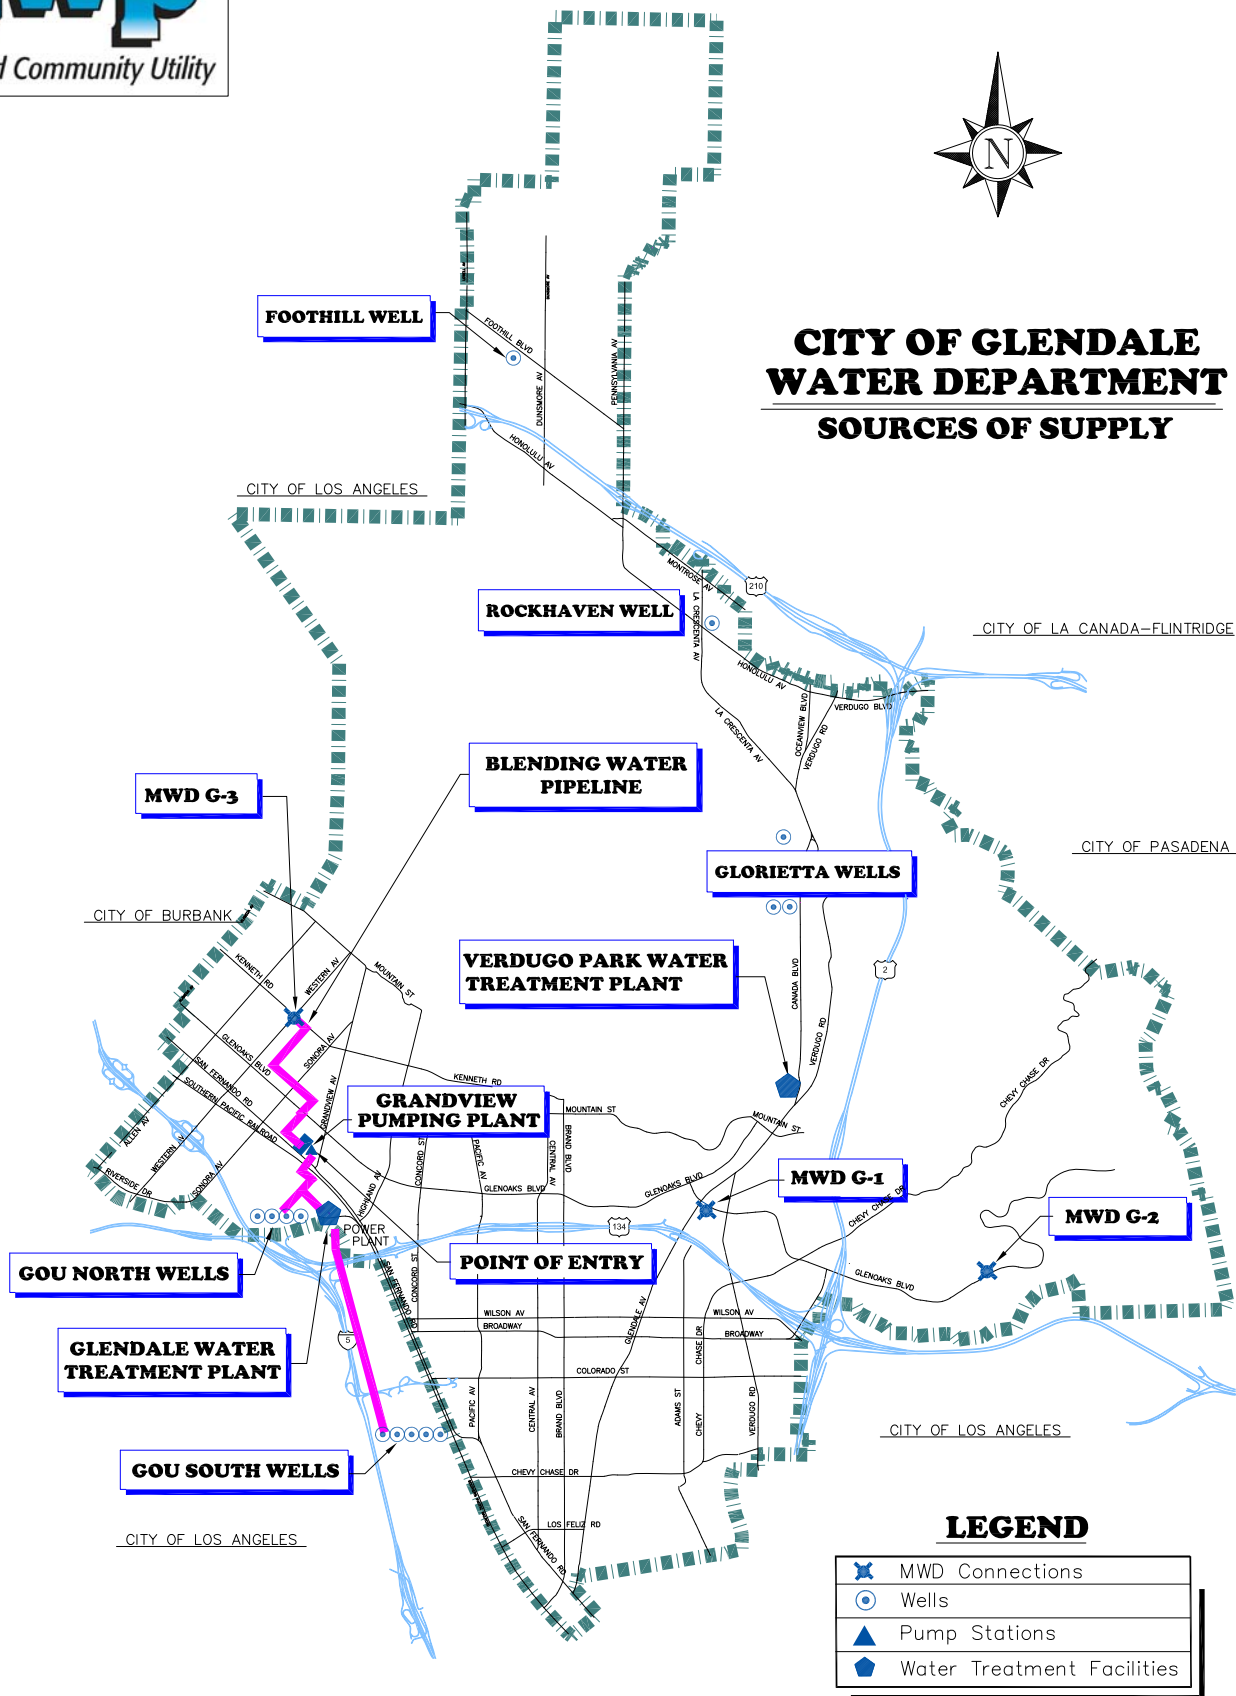 d Community Utility
N
CITY OF GLENDALE
WATER DEPARTMENT
SOURCES OF SUPPLY
FOOTHILL WELL
FOOTHILL BLVD
DUNSMORE AV
PENNSYLVANIA AV
HONOLULU AV
CITY OF LOS ANGELES
MONTROSE AV
210
ROCKHAVEN WELL
LA CRESCENTA AV
CITY OF LA CANADA-FLINTRIDGE
HONOLULU AV
VERDUGO BLVD
LA CRESCENTA AV
OCEANVIEW BLVD
VERDUGO RD
BLENDING WATER
PIPELINE
MWD G-3
CITY OF PASADENA
GLORIETTA WELLS
CITY OF BURBANK
VERDUGO PARK WATER
TREATMENT PLANT
2
KENNETH RD
WESTERN AV
MOUNTAIN ST
CANADA BLVD
VERDUGO RD
GLENOAKS BLVD
SONORA AV
SAN FERNANDO RD
SOUTHERN PACIFIC RAILROAD
GRANDVIEW AV
KENNETH RD
CHEVY CHASE DR
GRANDVIEW
PUMPING PLANT
MOUNTAIN ST
MOUNTAIN ST
ALLEN AV
WESTERN AV
SONORA AV
RIVERSIDE DR
HIGHLAND AV
CONCORD ST
PACIFIC AV
CENTRAL AV
BRAND BLVD
GLENOAKS BLVD
GLENOAKS BLVD
MWD G-1
CHEVY CHASE DR
MWD G-2
134
POWER
PLANT
GOU NORTH WELLS
POINT OF ENTRY
GLENOAKS BLVD
SAN FERNANDO RD
CONCORD ST
WILSON AV
WILSON AV
BROADWAY
BROADWAY
GLENDALE AV
CHASE DR
5
GLENDALE WATER
TREATMENT PLANT
COLORADO ST
PACIFIC AV
CENTRAL AV
BRAND BLVD
ADAMS ST
CHEVY
VERDUGO RD
CITY OF LOS ANGELES
GOU SOUTH WELLS
CHEVY CHASE DR
SAN FERNANDO RD
LOS FELIZ RD
CITY OF LOS ANGELES
LEGEND
MWD Connections
Wells
Pump Stations
Water Treatment Facilities